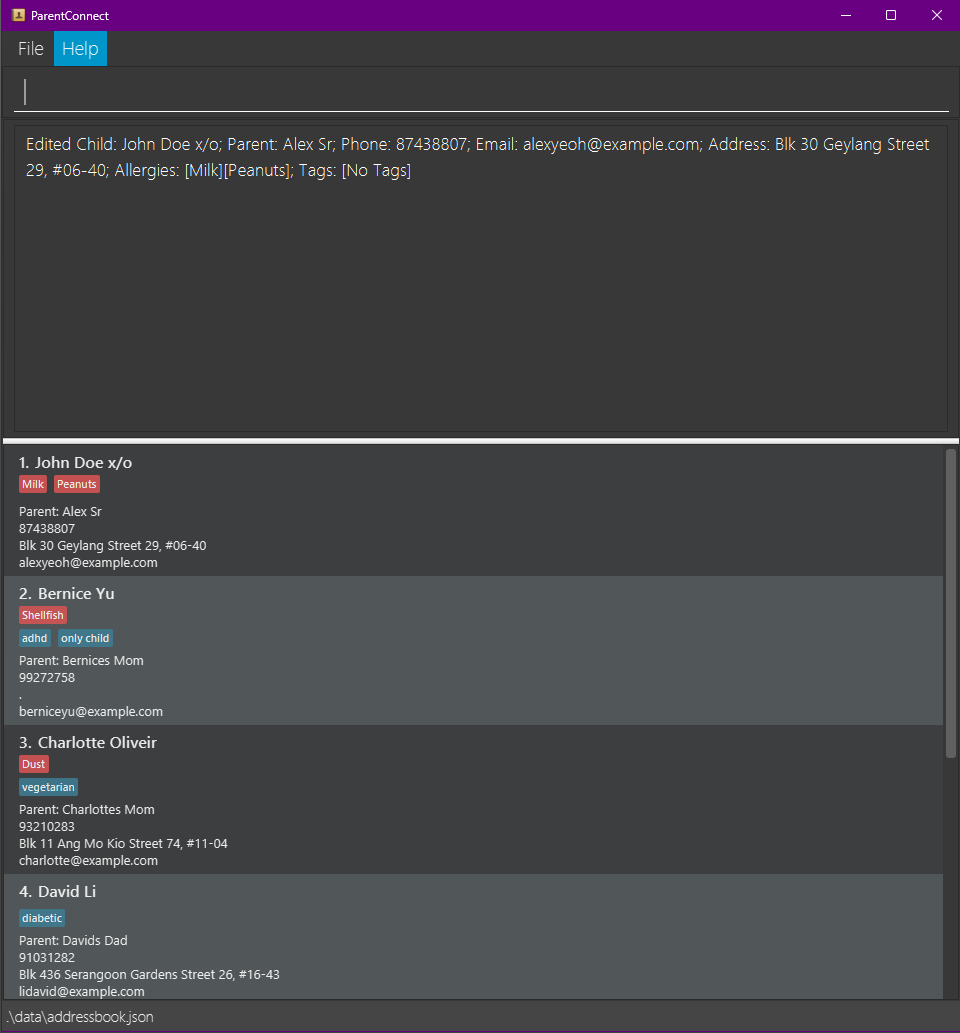 ParentConnect
File Help
Edited Child: John Doe x/o; Parent: Alex Sr; Phone: 87438807; Email: alexyeoh@example.com; Address: Blk 30 Geylang Street
29, #06-40; Allergies: [Milk][Peanuts]; Tags: [No Tags]
1. John Doe x/o
Milk Peanuts
Parent: Alex Sr
87438807
Blk 30 Geylang Street 29, #06-40
alexyeoh@example.com
2. Bernice Yu
Shellfish
adhd only child
Parent: Bernices Mom
99272758
.
berniceyu@example.com
3. Charlotte Oliveir
Dust
vegetarian
Parent: Charlottes Mom
93210283
Blk 11 Ang Mo Kio Street 74, #11-04
charlotte@example.com
4. David Li
diabetic
Parent: Davids Dad
91031282
Blk 436 Serangoon Gardens Street 26, #16-43
lidavid@example.com
.\data\addressbook.json